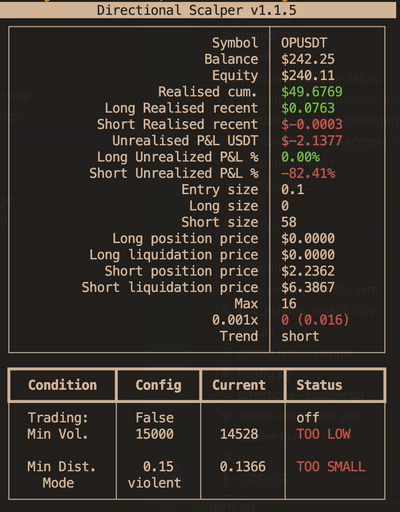 Directional Scalper v1.1.5
Symbol OPUSDT
Balance $242.25
Equity $240.11
Realised cum. $49.6769
Long Realised recent $0.0763
Short Realised recent $-0.0003
Unrealised P&L USDT $-2.1377
Long Unrealized P&L % 0.00%
Short Unrealized P&L % -82.41%
Entry size 0.1
Long size 0
Short size 58
Long position price $0.0000
Long liquidation price $0.0000
Short position price $2.2362
Short liquidation price $6.3867
Max 16
0.001x 0 (0.016)
Trend short
Condition Config Current Status
Trading: False off
Min Vol. 15000 14528 TOO LOW
Min Dist. 0.15 0.1366 TOO SMALL
Mode violent